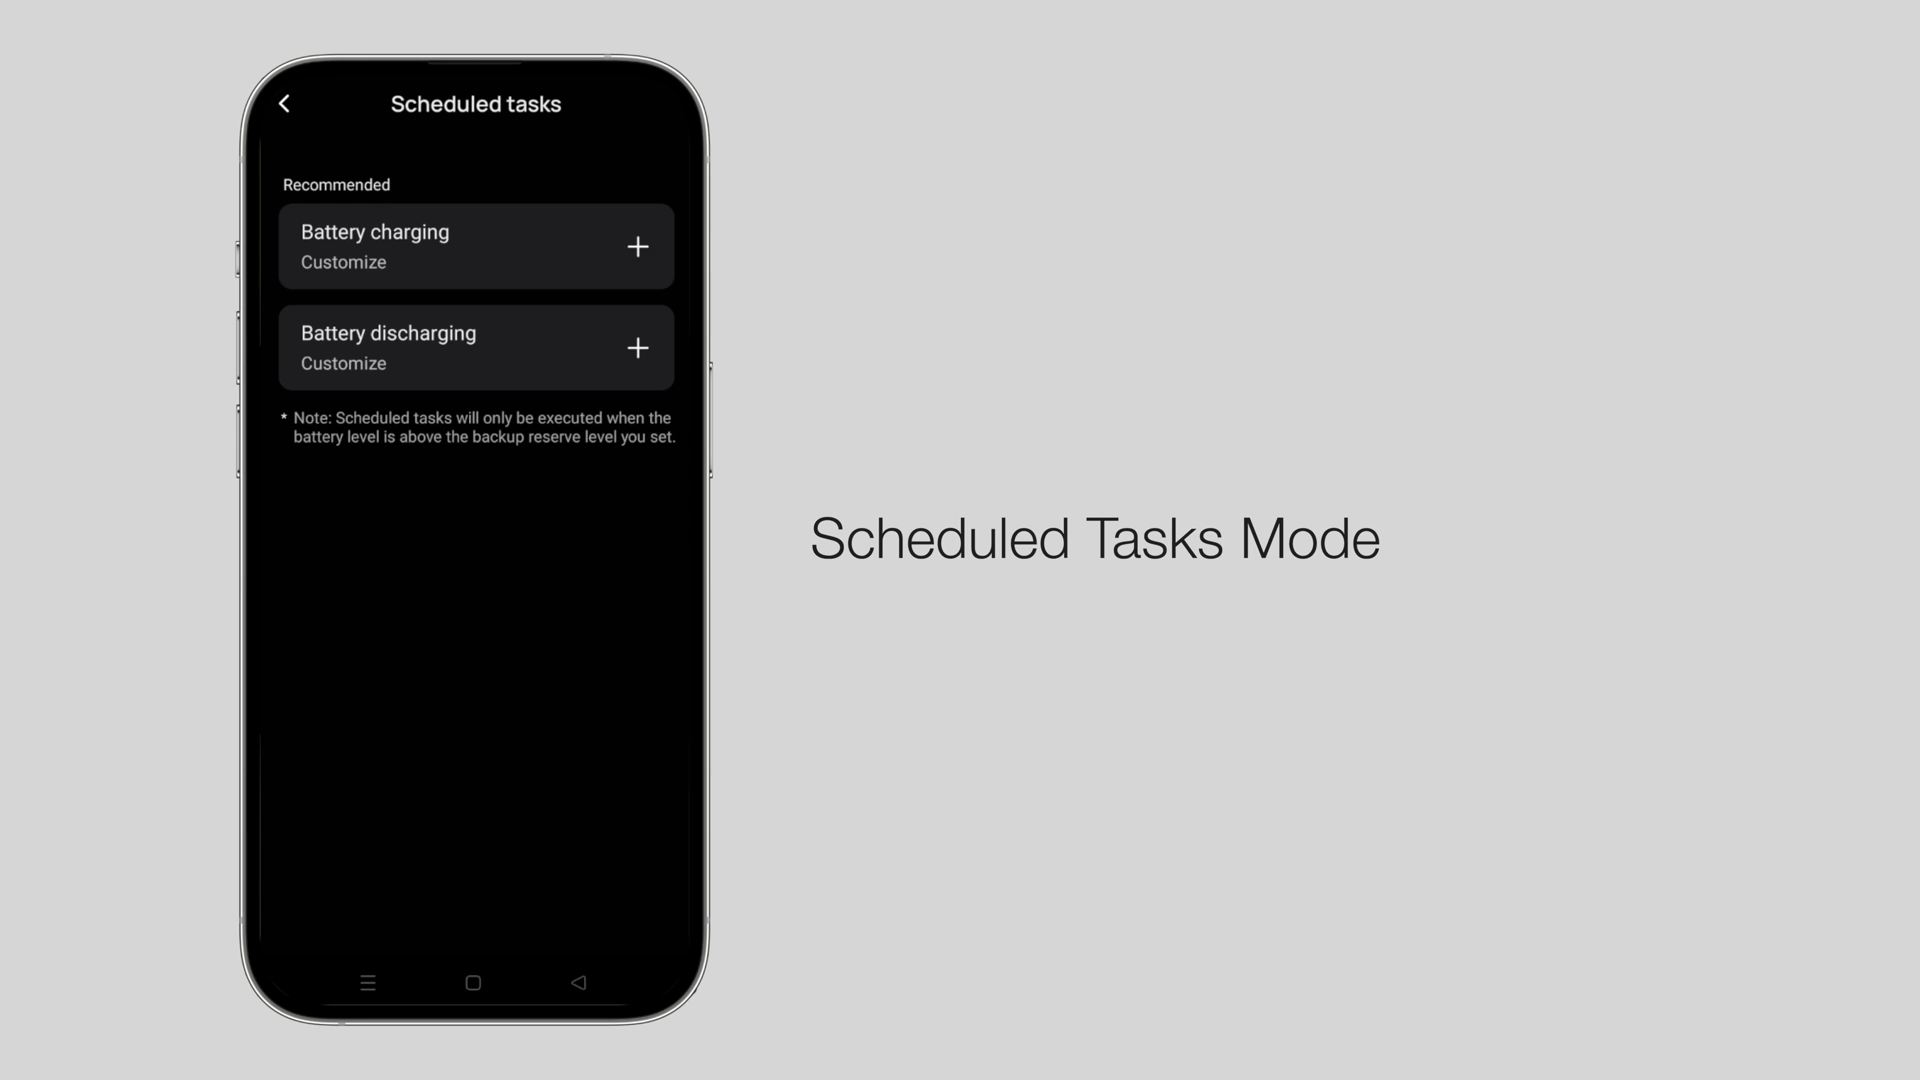 Scheduled tasks
Recommended
Battery charging
Customize
Battery discharging
Customize
* Note: Scheduled tasks will only be executed when the
battery level is above the backup reserve level you set.
Scheduled Tasks Mode